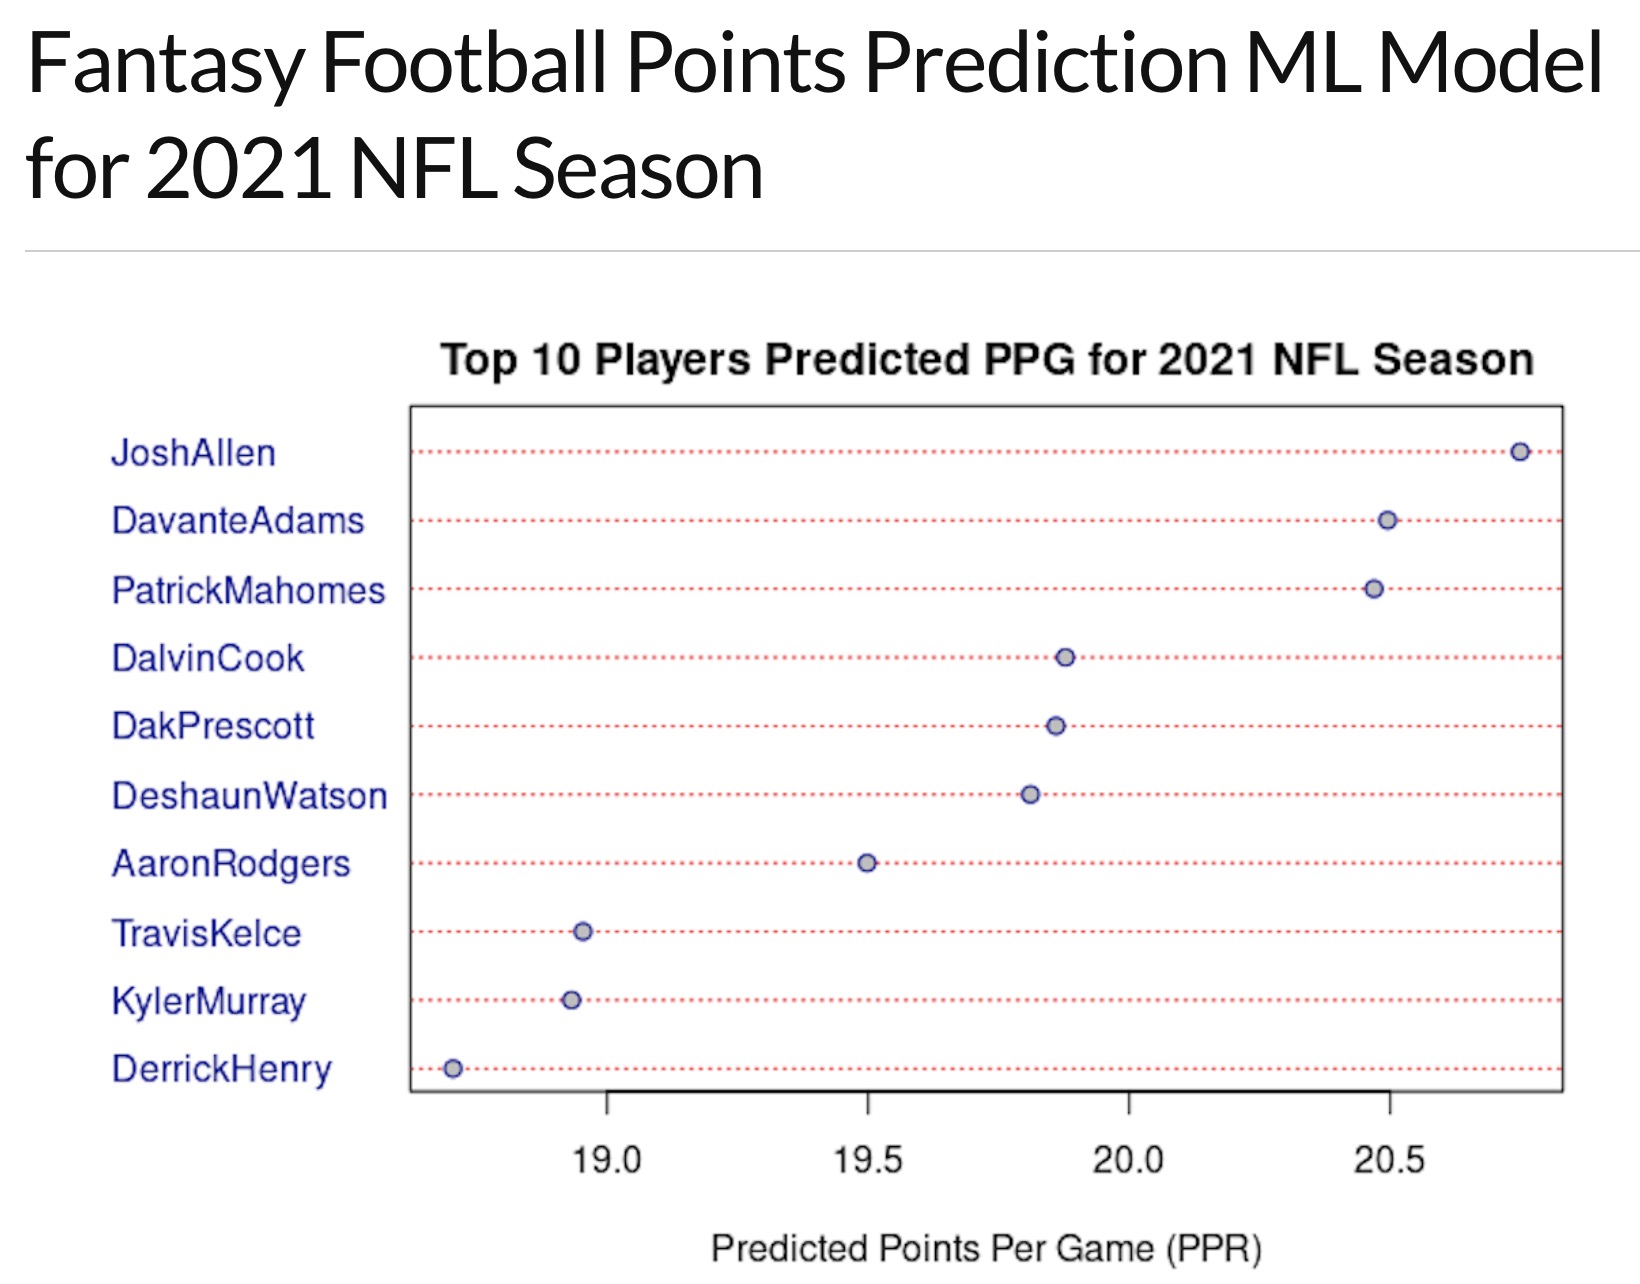 Fantasy Football Points Prediction ML Model
for 2021 NFL Season
Top 10 Players Predicted PPG for 2021 NFL Season
JoshAllen
DavanteAdams
PatrickMahomes
DalvinCook
DakPrescott
DeshaunWatson
AaronRodgers
TravisKelce
KylerMurray
DerrickHenry
19.0 19.5 20.0 20.5
Predicted Points Per Game (PPR)